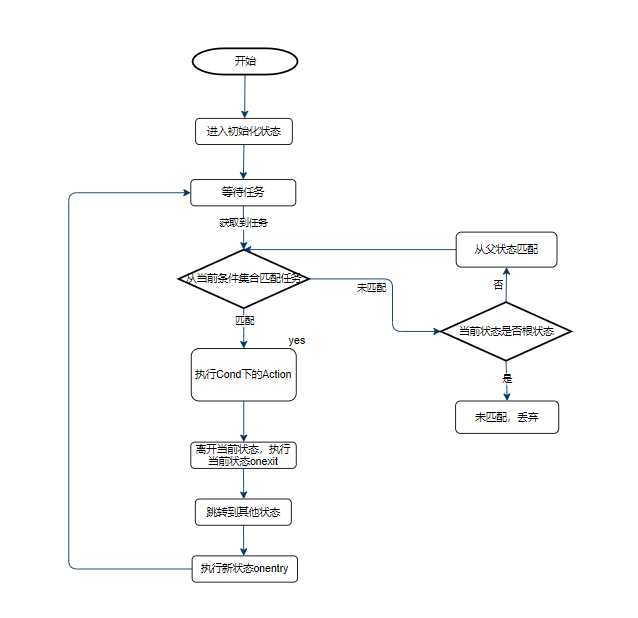 开始
进入初始化状态
等待任务
获取到任务
从父状态匹配
从当前条件集合匹配任务
未匹配
否
当前状态是否根状态
匹配
yes
执行Cond下的Action
是
未匹配，丢弃
离开当前状态，执行
当前状态onexit
跳转到其他状态
执行新状态onentry